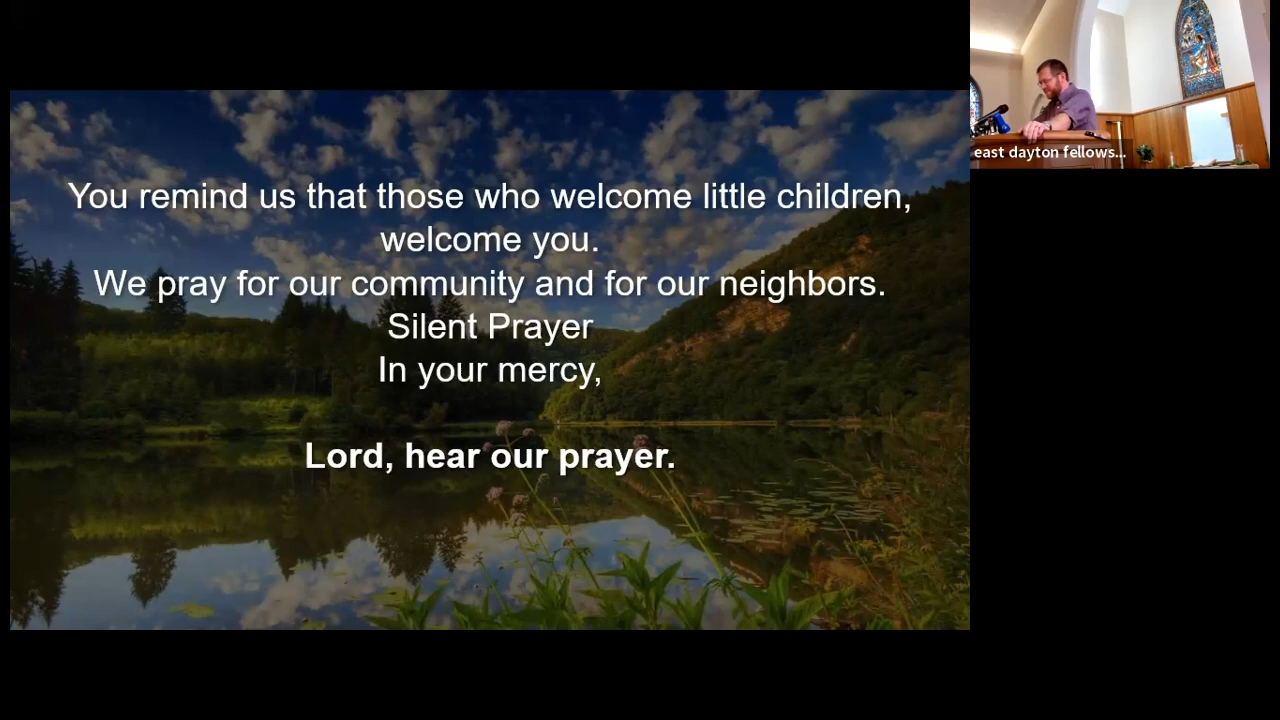 You remind us that those who welcome little children,
welcome you.
We pray for our community and for our neighbors.
Silent Prayer
In your mercy,
Lord, hear our prayer.
east dayton fellows...